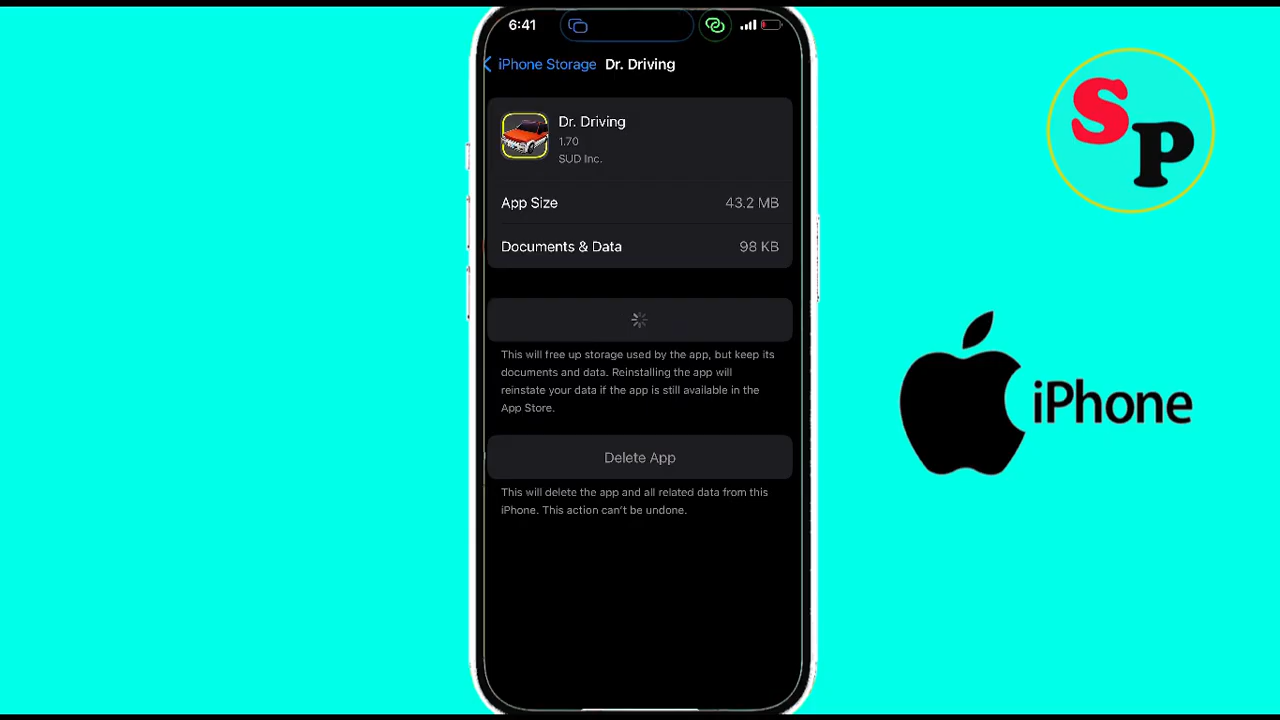 6:41
iPhone Storage Dr. Driving
Dr. Driving
1.70
SUD Inc.
App Size 43.2 MB
Documents & Data 98 KB
This will free up storage used by the app, but keep its
documents and data. Reinstalling the app will
reinstate your data if the app is still available in the
App Store.
Delete App
This will delete the app and all related data from this
iPhone. This action can't be undone.
SP
iPhone